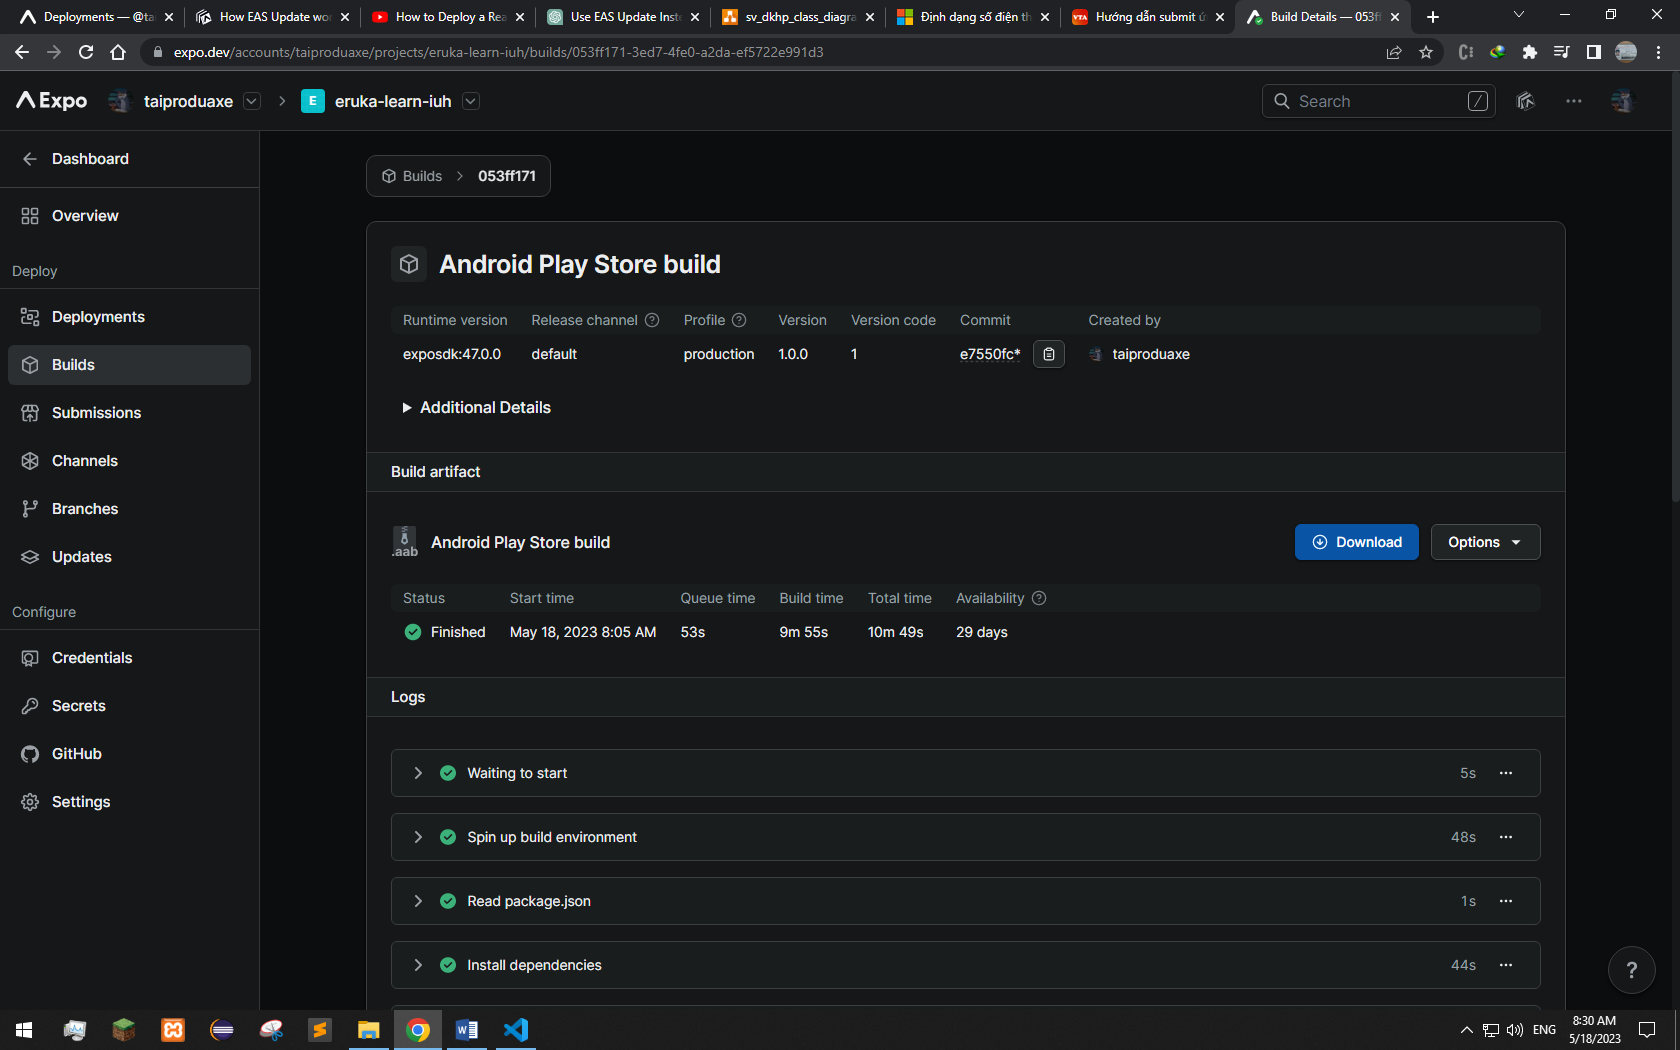 Deployments — @tai
How EAS Update wo
How to Deploy a Rea
Use EAS Update Inste
sv_dkhp_class_diagra
Định dạng số điện th
VTA
Hướng dẫn submit ứ
Build Details — 053ff
expo.dev/accounts/taiproduaxe/projects/eruka-learn-iuh/builds/053ff171-3ed7-4fe0-a2da-ef5722e991d3
Expo
taiproduaxe
E
eruka-learn-iuh
Search
/
Dashboard
Overview
Deploy
Deployments
Builds
Submissions
Channels
Branches
Updates
Configure
Credentials
Secrets
GitHub
Settings
Builds > 053ff171
Android Play Store build
Runtime version Release channel Profile Version Version code Commit Created by
exposdk:47.0.0 default production 1.0.0 1 e7550fc* taiproduaxe
Additional Details
Build artifact
.aab
Android Play Store build
Download
Options
Status Start time Queue time Build time Total time Availability
Finished May 18, 2023 8:05 AM 53s 9m 55s 10m 49s 29 days
Logs
Waiting to start 5s
Spin up build environment 48s
Read package.json 1s
Install dependencies 44s
?
ENG
8:30 AM
5/18/2023